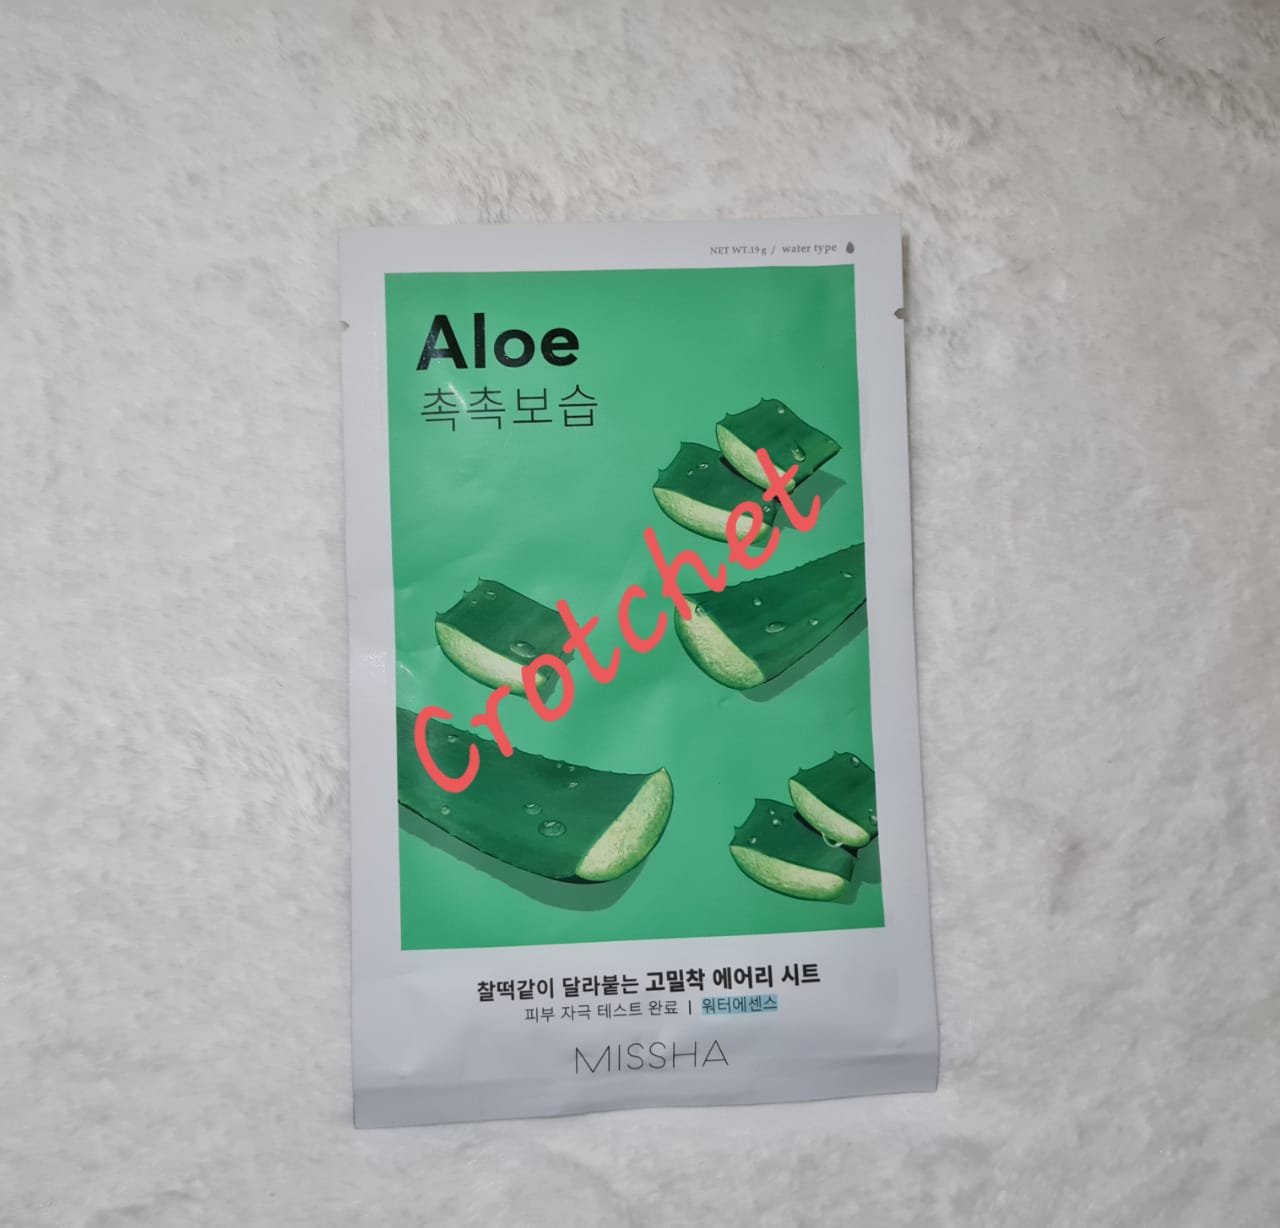 NET WT.19g / water type
Aloe
촉촉보습
Crotchet
찰떡같이 달라붙는 고밀착 에어리 시트
피부 자극 테스트 완료 | 워터에센스
MISSHA